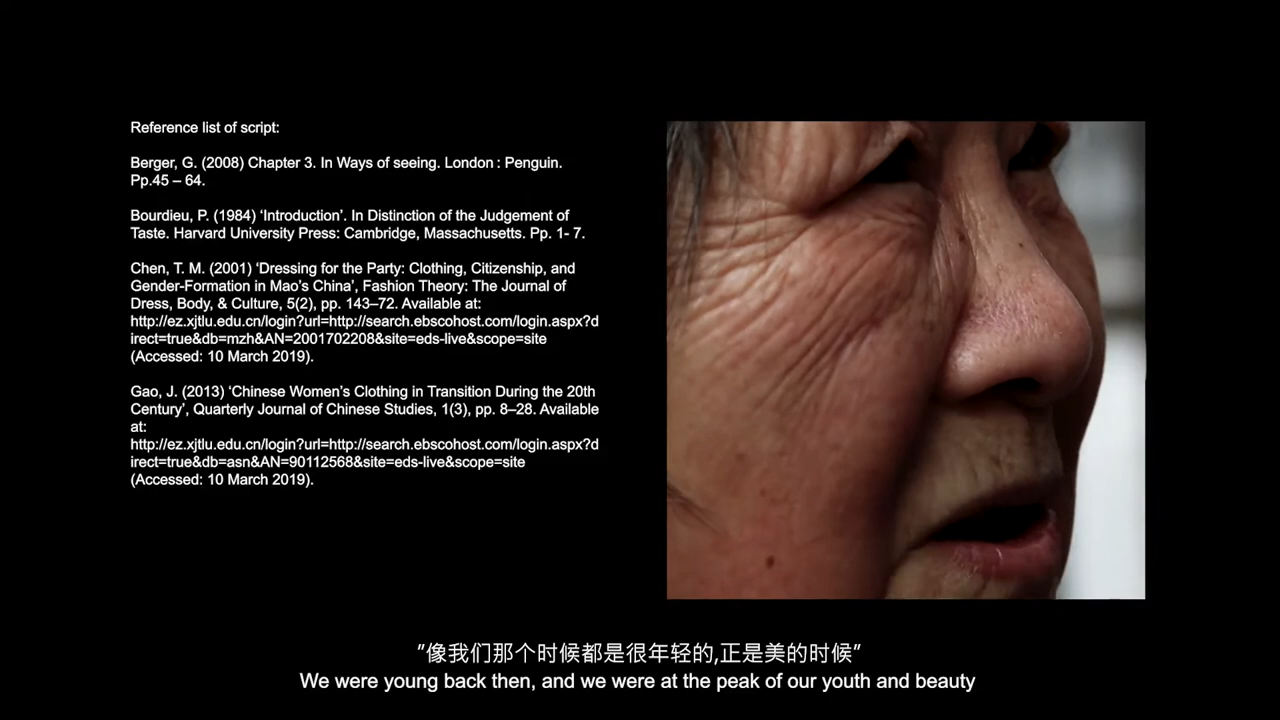 Reference list of script:
Berger, G. (2008) Chapter 3. In Ways of seeing. London : Penguin.
Pp.45 – 64.
Bourdieu, P. (1984) ‘Introduction’. In Distinction of the Judgement of
Taste. Harvard University Press: Cambridge, Massachusetts. Pp. 1- 7.
Chen, T. M. (2001) ‘Dressing for the Party: Clothing, Citizenship, and
Gender-Formation in Mao’s China’, Fashion Theory: The Journal of
Dress, Body, & Culture, 5(2), pp. 143–72. Available at:
http://ez.xjtlu.edu.cn/login?url=http://search.ebscohost.com/login.aspx?d
irect=true&db=mzh&AN=2001702208&site=eds-live&scope=site
(Accessed: 10 March 2019).
Gao, J. (2013) ‘Chinese Women’s Clothing in Transition During the 20th
Century’, Quarterly Journal of Chinese Studies, 1(3), pp. 8–28. Available
at:
http://ez.xjtlu.edu.cn/login?url=http://search.ebscohost.com/login.aspx?d
irect=true&db=asn&AN=90112568&site=eds-live&scope=site
(Accessed: 10 March 2019).
"像我们那个时候都是很年轻的,正是美的时候"
We were young back then, and we were at the peak of our youth and beauty